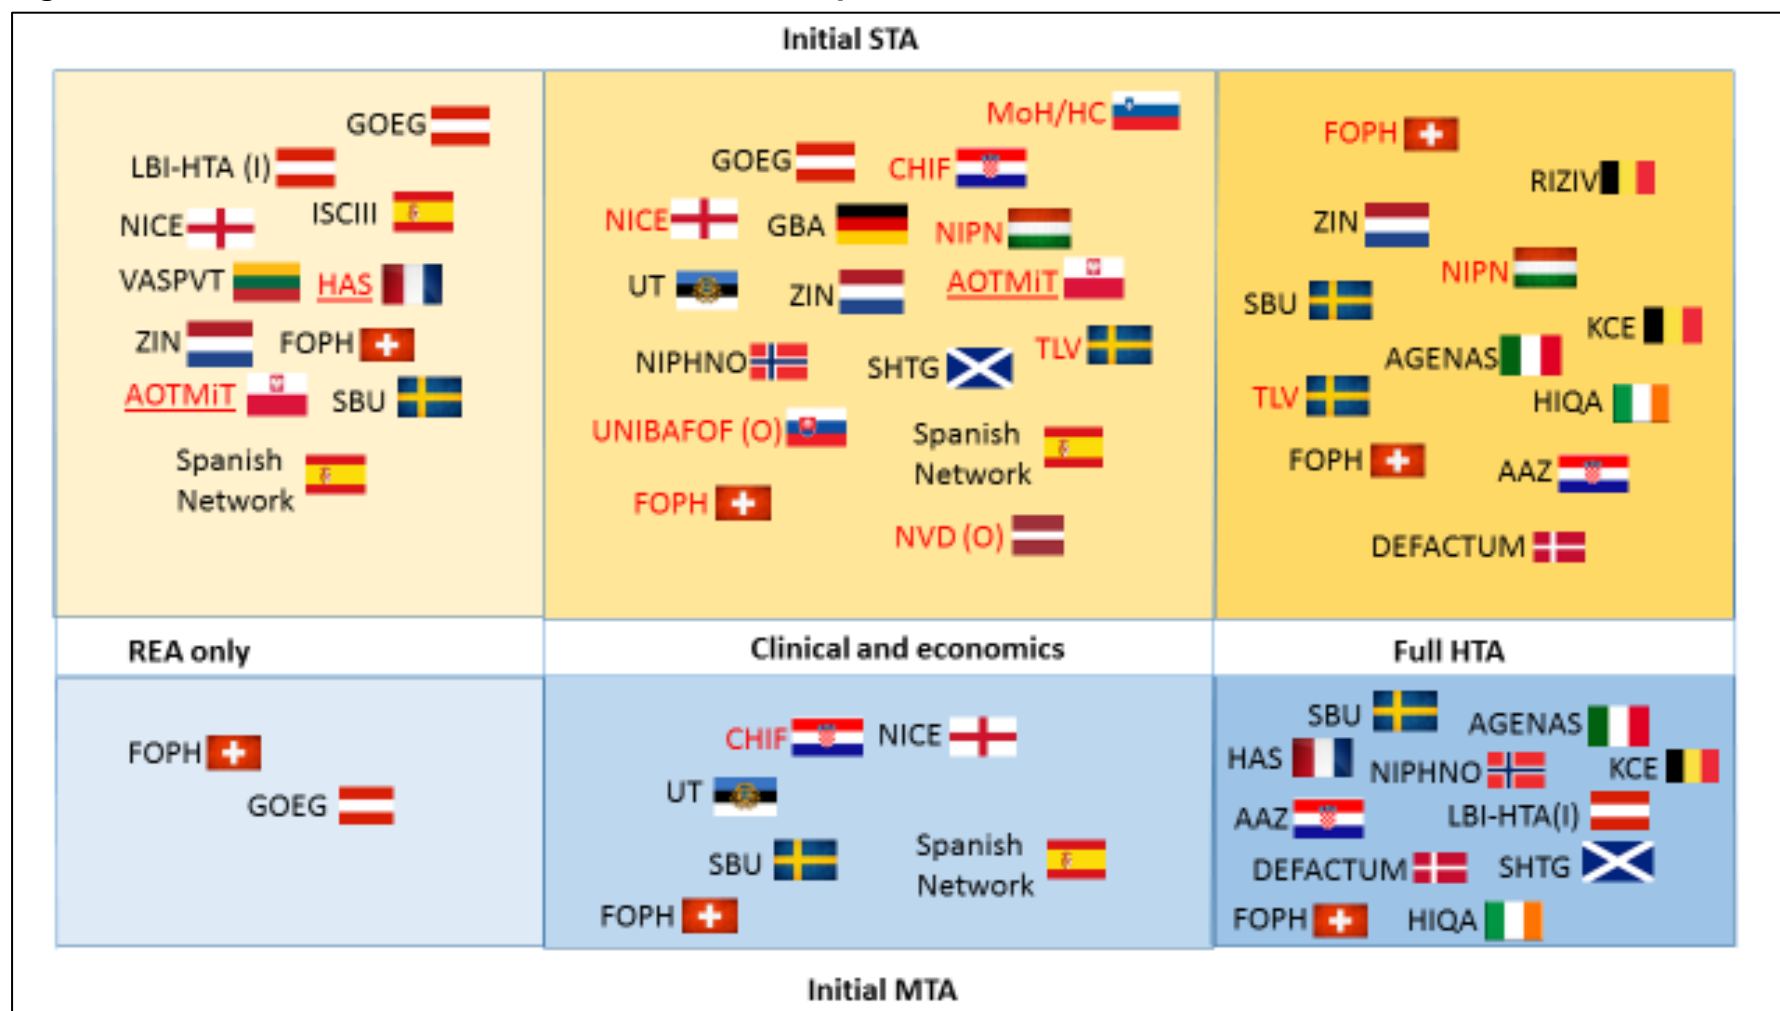 Initial STA
GOEG
LBI-HTA (I)
ISCIII
NICE
VASPVT
HAS
ZIN
FOPH
AOTMiT
SBU
Spanish
Network
MoH/HC
GOEG
CHIF
NICE
GBA
NIPN
UT
ZIN
AOTMiT
NIPHNO
SHTG
TLV
UNIBAFOF (O)
Spanish
Network
FOPH
NVD (O)
FOPH
RIZIV
ZIN
NIPN
SBU
KCE
AGENAS
TLV
HIQA
FOPH
AAZ
DEFACTUM
REA only
Clinical and economics
Full HTA
FOPH
GOEG
CHIF
NICE
UT
SBU
Spanish
Network
FOPH
SBU
AGENAS
HAS
NIPHNO
KCE
AAZ
LBI-HTA(I)
DEFACTUM
SHTG
FOPH
HIQA
Initial MTA